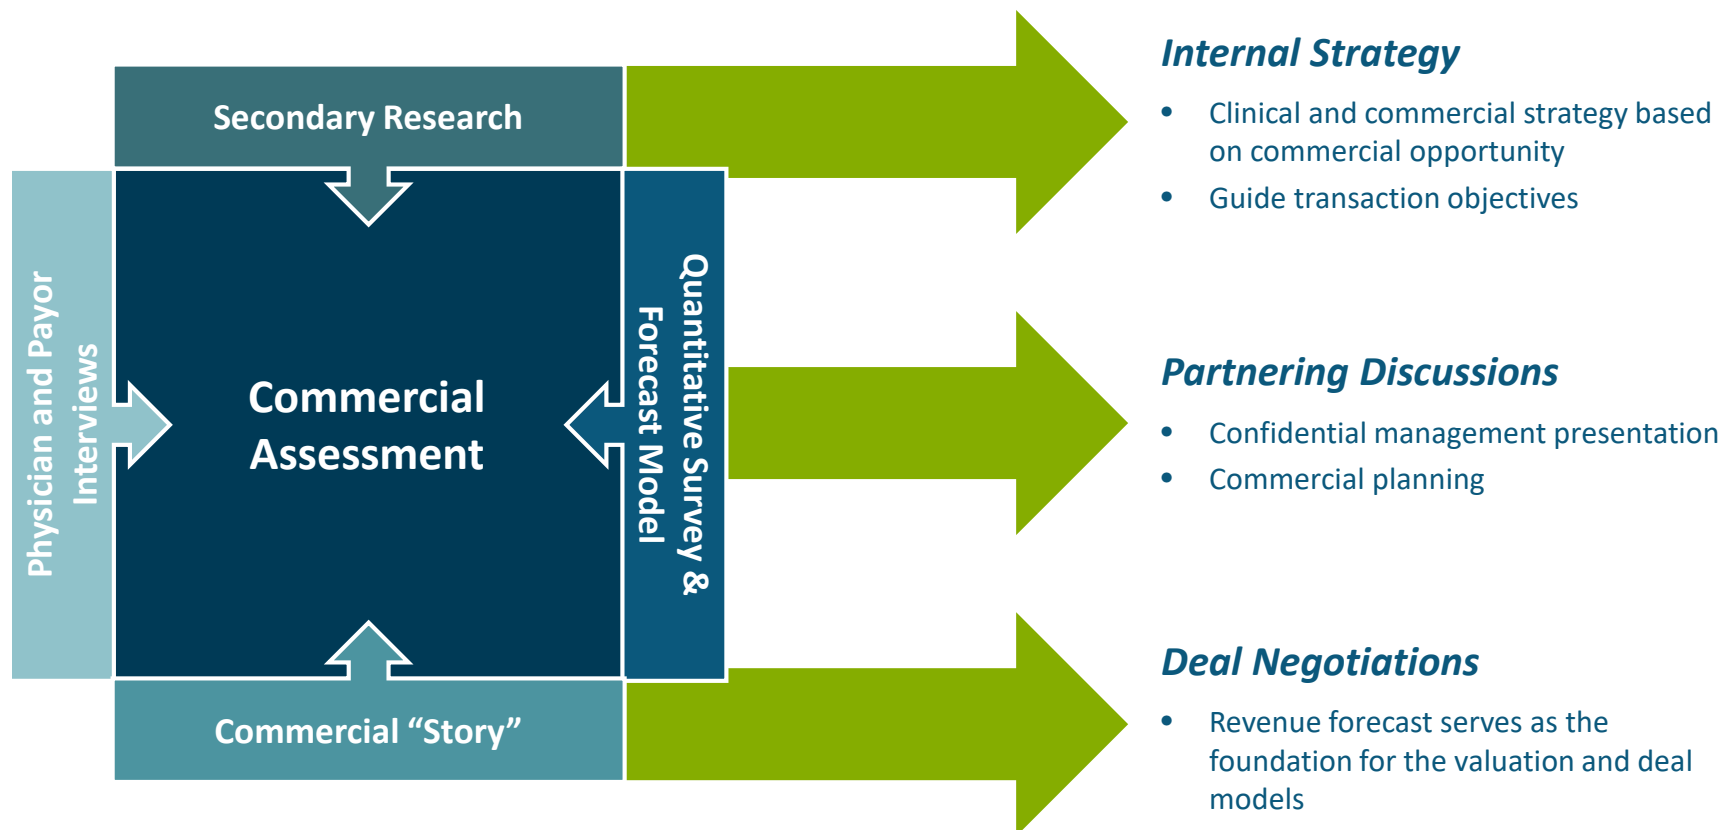 Secondary Research
Physician and Payor
Interviews
Commercial
Assessment
Quantitative Survey &
Forecast Model
Commercial “Story”
Internal Strategy
• Clinical and commercial strategy based
on commercial opportunity
• Guide transaction objectives
Partnering Discussions
• Confidential management presentation
• Commercial planning
Deal Negotiations
• Revenue forecast serves as the
foundation for the valuation and deal
models